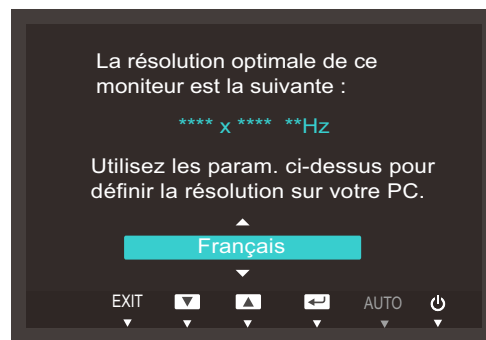 La résolution optimale de ce
moniteur est la suivante :
**** x **** **Hz
Utilisez les param. ci-dessus pour
définir la résolution sur votre PC.
Français
EXIT AUTO